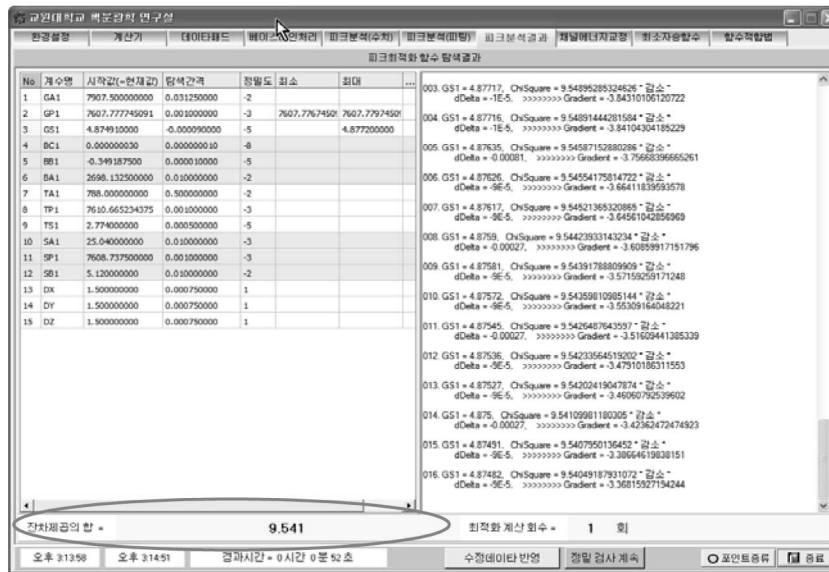 교원대학교 백분광학 연구실
환경설정 계산기 데이타패드 베이스라인처리 피크분석(수치) 피크분석(피팅) 피크분석결과 채널에너지교정 최소자승함수 함수적합법
피크최적화 함수 탐색결과
No 계수명 시작값(=현재값) 탐색간격 정밀도 최소 최대 ...
1 GA1 7907.500000000 0.031250000 -2
2 GP1 7607.777745091 0.001000000 -3 7607.7767450 7607.7797450
3 GS1 4.874910000 -0.000090000 -5 4.877200000
4 BC1 0.000000030 0.000000010 -8
5 BB1 -0.349187500 0.000010000 -5
6 BA1 2698.132500000 0.010000000 -2
7 TA1 788.000000000 0.500000000 -2
8 TP1 7610.665234375 0.001000000 -3
9 TS1 2.774000000 0.000500000 -5
10 SA1 25.040000000 0.010000000 -3
11 SP1 7608.737500000 0.001000000 -3
12 SB1 5.120000000 0.010000000 -2
13 DX 1.500000000 0.000750000 1
14 DY 1.500000000 0.000750000 1
15 DZ 1.500000000 0.000750000 1
003. GS1 = 4.87717, ChiSquare = 9.54895285324626 * 감소 *
dDelta = -1E-5, >>>>>>>> Gradient = -3.84310106120722
004. GS1 = 4.87716, ChiSquare = 9.54891444281584 * 감소 *
dDelta = -1E-5, >>>>>>>> Gradient = -3.84104304185229
005. GS1 = 4.87635, ChiSquare = 9.54587152880286 * 감소 *
dDelta = -0.00081, >>>>>>>> Gradient = -3.75668396665261
006. GS1 = 4.87626, ChiSquare = 9.54554175814722 * 감소 *
dDelta = -9E-5, >>>>>>>> Gradient = -3.66411839593578
007. GS1 = 4.87617, ChiSquare = 9.54521365320865 * 감소 *
dDelta = -9E-5, >>>>>>>> Gradient = -3.64561042856969
008. GS1 = 4.8759, ChiSquare = 9.54423933143234 * 감소 *
dDelta = -0.00027, >>>>>>>> Gradient = -3.60859917151796
009. GS1 = 4.87581, ChiSquare = 9.54391788809909 * 감소 *
dDelta = -9E-5, >>>>>>>> Gradient = -3.57159259171248
010. GS1 = 4.87572, ChiSquare = 9.54359810985144 * 감소 *
dDelta = -9E-5, >>>>>>>> Gradient = -3.55309164048221
011. GS1 = 4.87545, ChiSquare = 9.5426487643597 * 감소 *
dDelta = -0.00027, >>>>>>>> Gradient = -3.51609441385339
012. GS1 = 4.87536, ChiSquare = 9.54233564519202 * 감소 *
dDelta = -9E-5, >>>>>>>> Gradient = -3.47910186311553
013. GS1 = 4.87527, ChiSquare = 9.54202419047874 * 감소 *
dDelta = -9E-5, >>>>>>>> Gradient = -3.46060792539602
014. GS1 = 4.875, ChiSquare = 9.54109981180305 * 감소 *
dDelta = -0.00027, >>>>>>>> Gradient = -3.42362472474923
015. GS1 = 4.87491, ChiSquare = 9.5407950136452 * 감소 *
dDelta = -9E-5, >>>>>>>> Gradient = -3.38664619838151
016. GS1 = 4.87482, ChiSquare = 9.54049187931072 * 감소 *
dDelta = -9E-5, >>>>>>>> Gradient = -3.36815927194244
잔차제곱의 합 = 9.541 최적화 계산 회수 = 1 회
오후 3:13:58 오후 3:14:51 경과시간 = 0 시간 0 분 52 초 수정데이타 반영 정밀 검사 계속 포인트종류 종료